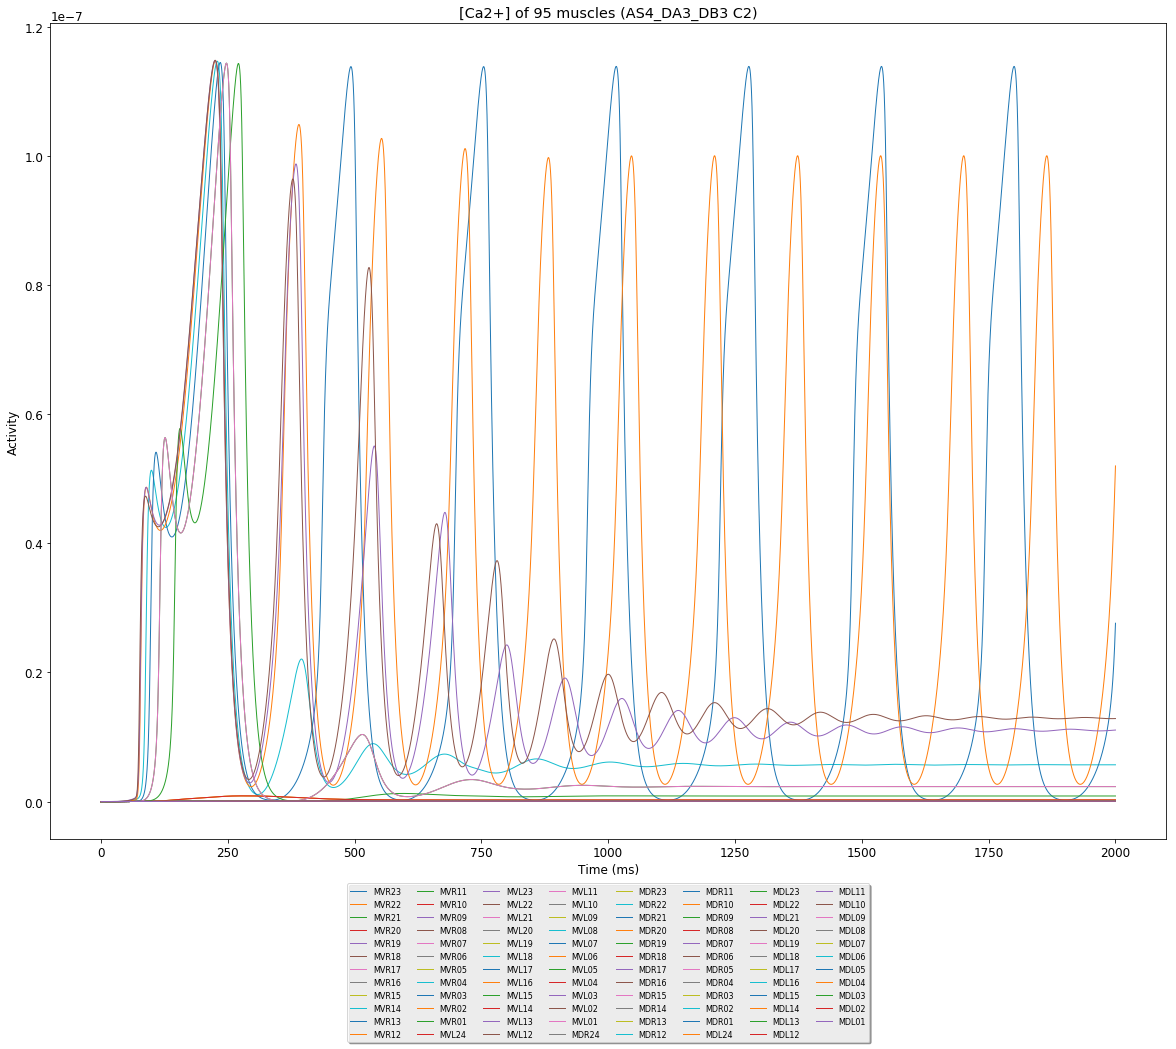 [Ca2+] of 95 muscles (AS4_DA3_DB3 C2)
1e−7
1.2
1.0
0.8
0.6
0.4
0.2
0.0
Activity
0 250 500 750 1000 1250 1500 1750 2000
Time (ms)
MVR23 MVR11 MVL23 MVL11 MDR23 MDR11 MDL23 MDL11
MVR22 MVR10 MVL22 MVL10 MDR22 MDR10 MDL22 MDL10
MVR21 MVR09 MVL21 MVL09 MDR21 MDR09 MDL21 MDL09
MVR20 MVR08 MVL20 MVL08 MDR20 MDR08 MDL20 MDL08
MVR19 MVR07 MVL19 MVL07 MDR19 MDR07 MDL19 MDL07
MVR18 MVR06 MVL18 MVL06 MDR18 MDR06 MDL18 MDL06
MVR17 MVR05 MVL17 MVL05 MDR17 MDR05 MDL17 MDL05
MVR16 MVR04 MVL16 MVL04 MDR16 MDR04 MDL16 MDL04
MVR15 MVR03 MVL15 MVL03 MDR15 MDR03 MDL15 MDL03
MVR14 MVR02 MVL14 MVL02 MDR14 MDR02 MDL14 MDL02
MVR13 MVR01 MVL13 MVL01 MDR13 MDR01 MDL13 MDL01
MVR12 MVL24 MVL12 MDR24 MDR12 MDL24 MDL12